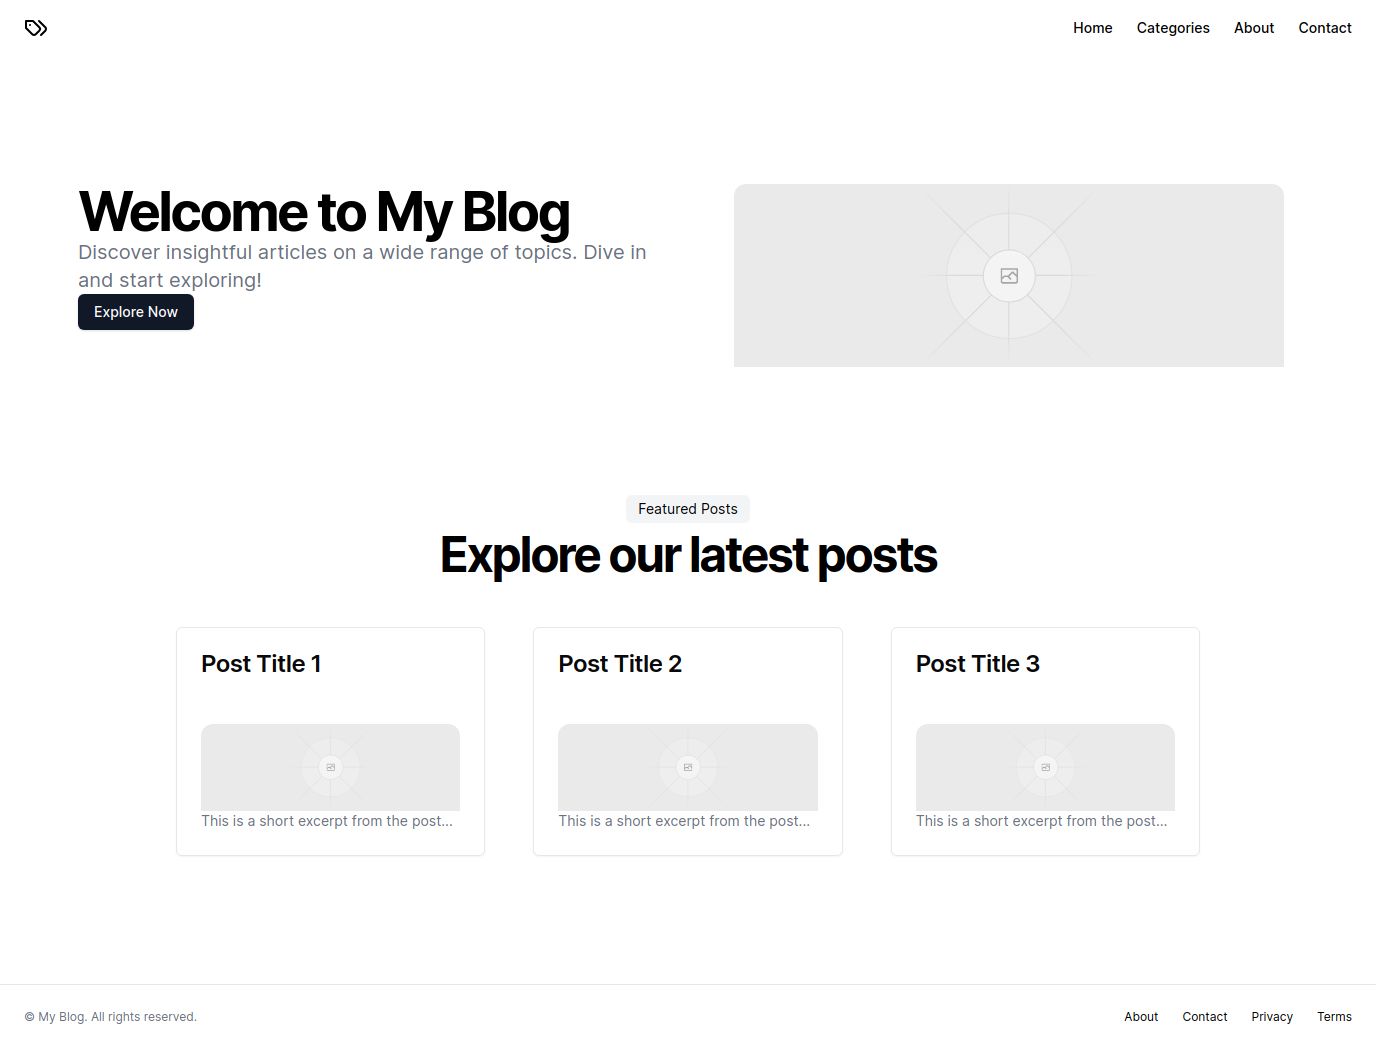 Home Categories About Contact
Welcome to My Blog
Discover insightful articles on a wide range of topics. Dive in
and start exploring!
Explore Now
Featured Posts
Explore our latest posts
Post Title 1
This is a short excerpt from the post...
Post Title 2
This is a short excerpt from the post...
Post Title 3
This is a short excerpt from the post...
© My Blog. All rights reserved.
About Contact Privacy Terms